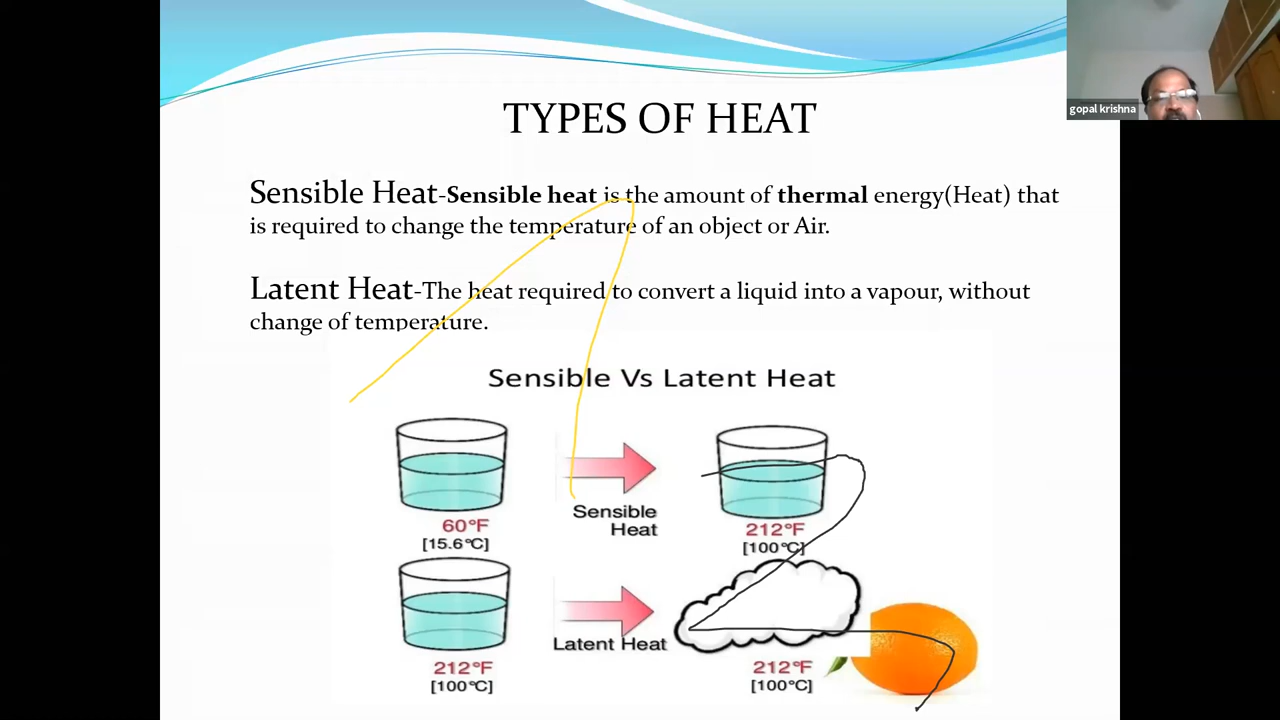 TYPES OF HEAT
gopal krishna
Sensible Heat-Sensible heat is the amount of thermal energy(Heat) that
is required to change the temperature of an object or Air.
Latent Heat-The heat required to convert a liquid into a vapour, without
change of temperature.
Sensible Vs Latent Heat
Sensible
Heat
60°F
[15.6°C]
212°F
[100°C]
Latent Heat
212°F
[100°C]
212°F
[100°C]